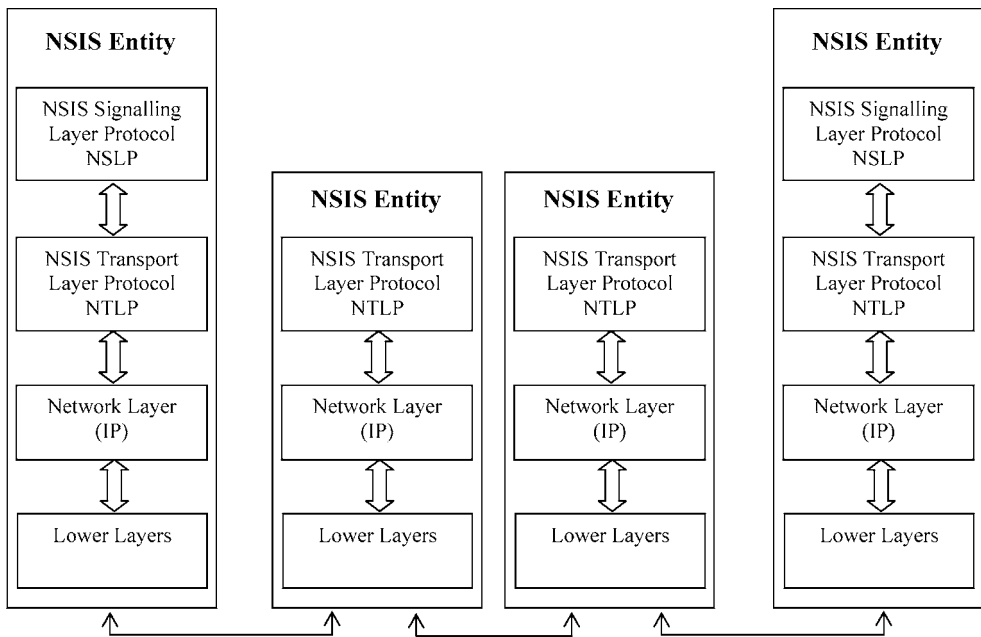 NSIS Entity
NSIS Signalling
Layer Protocol
NSLP
NSIS Transport
Layer Protocol
NTLP
Network Layer
(IP)
Lower Layers
NSIS Entity
NSIS Transport
Layer Protocol
NTLP
Network Layer
(IP)
Lower Layers
NSIS Entity
NSIS Transport
Layer Protocol
NTLP
Network Layer
(IP)
Lower Layers
NSIS Entity
NSIS Signalling
Layer Protocol
NSLP
NSIS Transport
Layer Protocol
NTLP
Network Layer
(IP)
Lower Layers